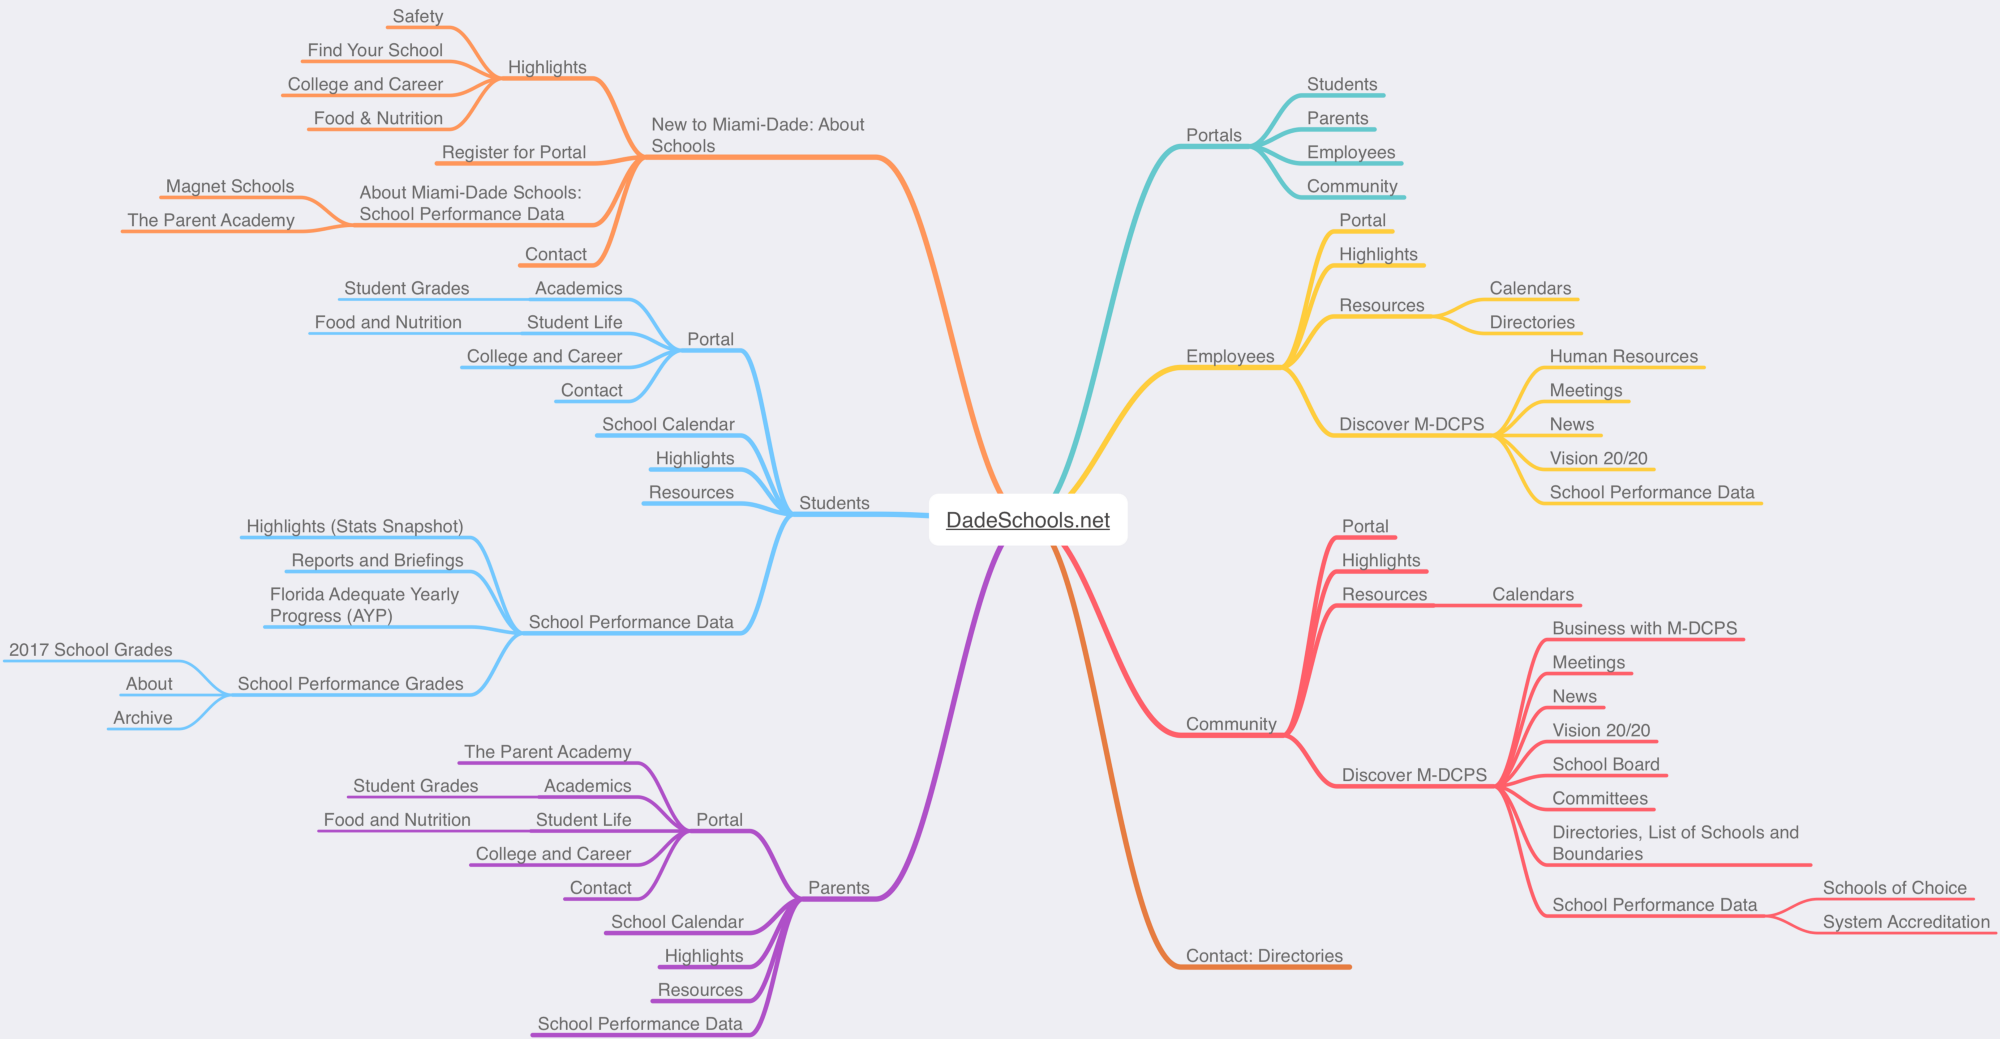 DadeSchools.net
Portals
Students
Parents
Employees
Community
Employees
Portal
Highlights
Resources
Calendars
Directories
Discover M-DCPS
Human Resources
Meetings
News
Vision 20/20
School Performance Data
Community
Portal
Highlights
Resources
Calendars
Discover M-DCPS
Business with M-DCPS
Meetings
News
Vision 20/20
School Board
Committees
Directories, List of Schools and
Boundaries
School Performance Data
Schools of Choice
System Accreditation
Contact: Directories
New to Miami-Dade: About
Schools
Highlights
Safety
Find Your School
College and Career
Food & Nutrition
Register for Portal
About Miami-Dade Schools:
School Performance Data
Magnet Schools
The Parent Academy
Contact
Students
Portal
Academics
Student Grades
Student Life
Food and Nutrition
College and Career
Contact
School Calendar
Highlights
Resources
School Performance Data
Highlights (Stats Snapshot)
Reports and Briefings
Florida Adequate Yearly
Progress (AYP)
School Performance Grades
2017 School Grades
About
Archive
Parents
Portal
The Parent Academy
Academics
Student Grades
Student Life
Food and Nutrition
College and Career
Contact
School Calendar
Highlights
Resources
School Performance Data